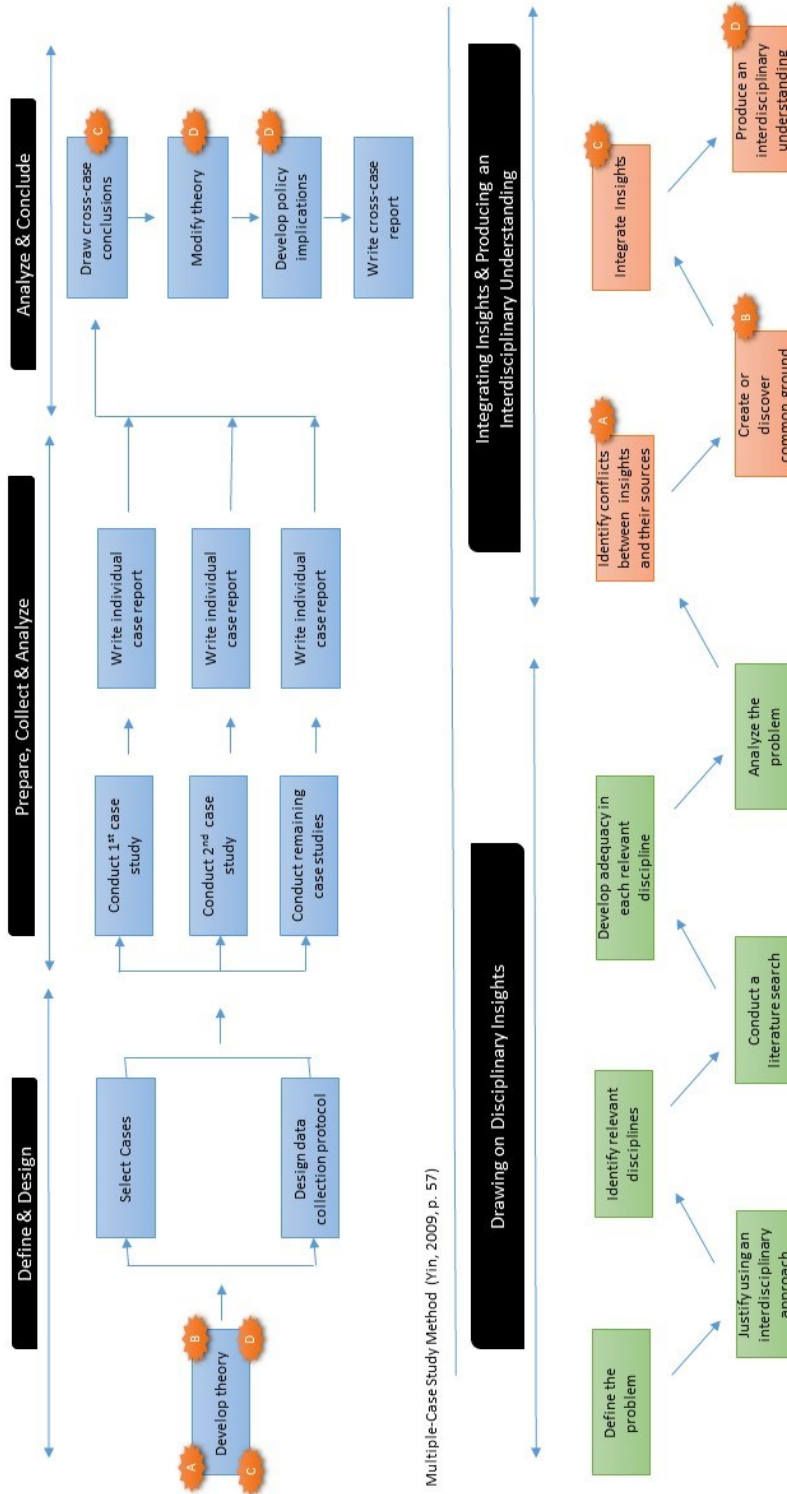 Define & Design
Prepare, Collect & Analyze
Analyze & Conclude
A
B
Develop theory
C
D
Select Cases
Design data
collection protocol
Conduct 1st case
study
Conduct 2nd case
study
Conduct remaining
case studies
Write individual
case report
Write individual
case report
Write individual
case report
C
Draw cross-case
conclusions
D
Modify theory
D
Develop policy
implications
Write cross-case
report
Multiple-Case Study Method (Yin, 2009, p. 57)
Drawing on Disciplinary Insights
Integrating Insights & Producing an
Interdisciplinary Understanding
Define the
problem
Justify using an
interdisciplinary
approach
Identify relevant
disciplines
Conduct a
literature search
Develop adequacy in
each relevant
discipline
Analyze the
problem
A
Identify conflicts
between insights
and their sources
B
Create or
discover
common ground
C
Integrate Insights
D
Produce an
interdisciplinary
understanding